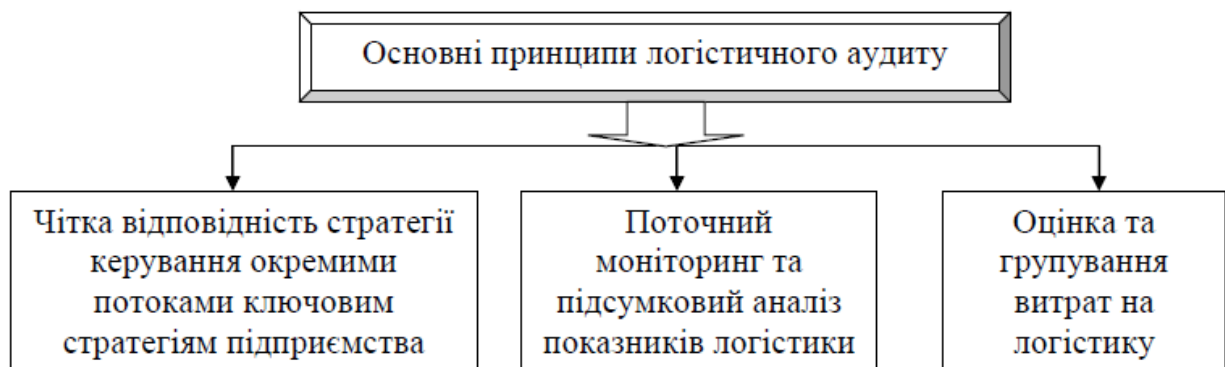 Основні принципи логістичного аудиту
Чітка відповідність стратегії
керування окремими
потоками ключовим
стратегіям підприємства
Поточний
моніторинг та
підсумковий аналіз
показників логістики
Оцінка та
групування
витрат на
логістику